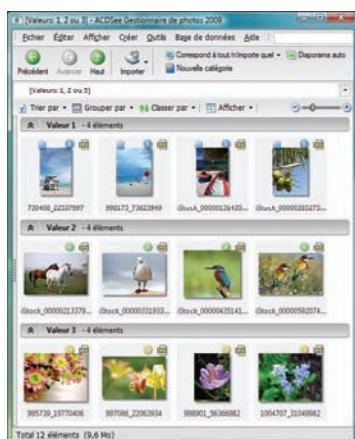 [Valeurs: 1, 2 ou 3] - ACDSee Gestionnaire de photos 2009
Fichier Éditer Affigher Créer Outils Base de données Aide
Précédent Avancer Haut Importer Correspond à tout/n'importe quel Diaporama auto
Nouvelle catégorie
[Valeurs: 1, 2 ou 3]
Trier par Grouper par Classer par Afficher
Valeur 1 - 4 éléments
998175_73823949
Valeur 2 - 4 éléments
Valeur 3 - 4 éléments
995739_19770406 997086_22063934 998901_56366982 1004707_31049982
Total 12 éléments (9,6 Mo)